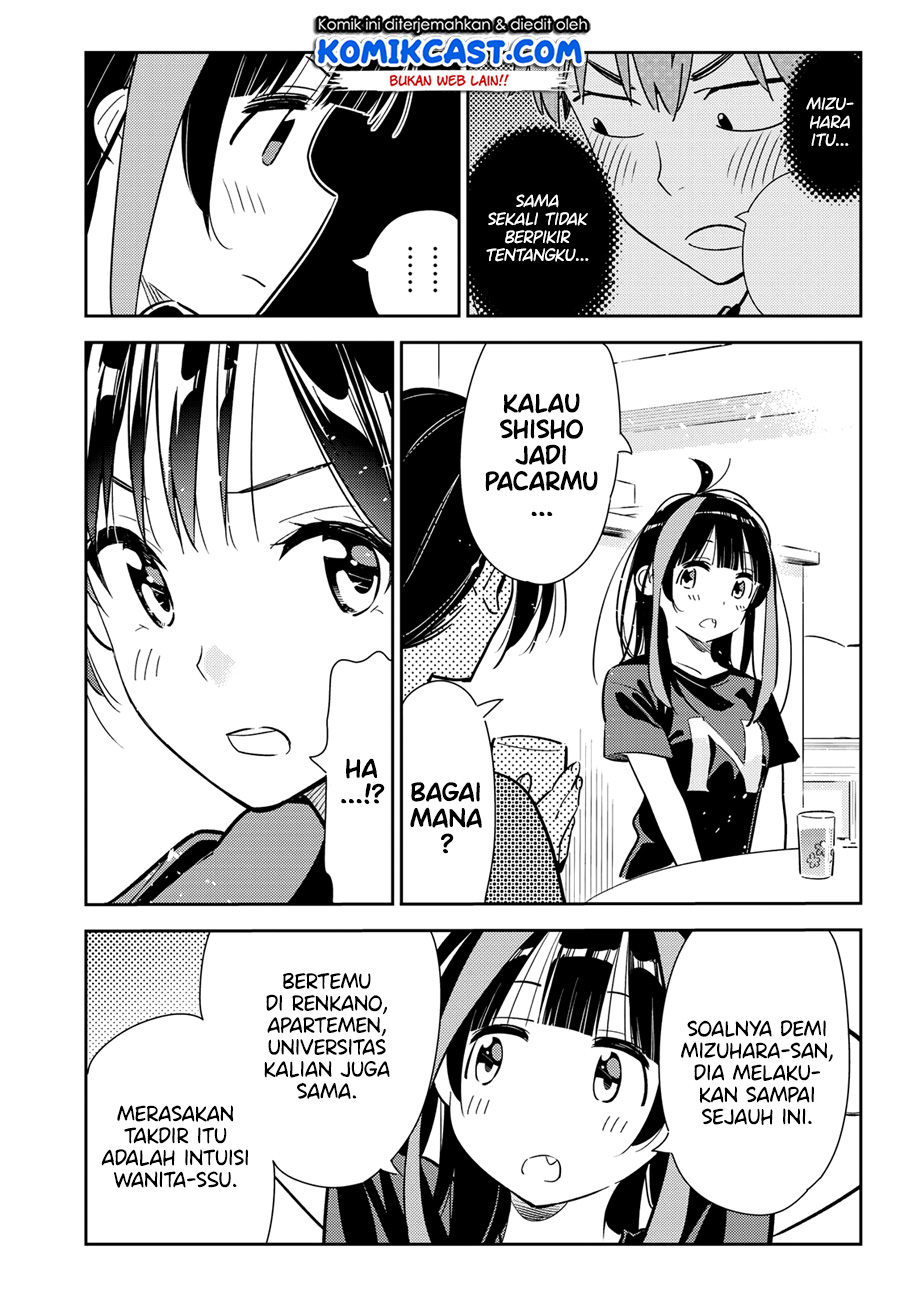 Komik ini diterjemahkan & diedit oleh
KOMIKCAST.COM
BUKAN WEB LAIN!!
MIZU-
HARA
ITU...
SAMA
SEKALI TIDAK
BERPIKIR
TENTANGKU...
......
KALAU
SHISHO
JADI
PACARMU
...
BAGAI
MANA
?
HA
...!?
N
SOALNYA DEMI
MIZUHARA-SAN,
DIA MELAKU-
KAN SAMPAI
SEJAUH INI.
BERTEMU
DI RENKANO,
APARTEMEN,
UNIVERSITAS
KALIAN JUGA
SAMA.
MERASAKAN
TAKDIR ITU
ADALAH INTUISI
WANITA-SSU.